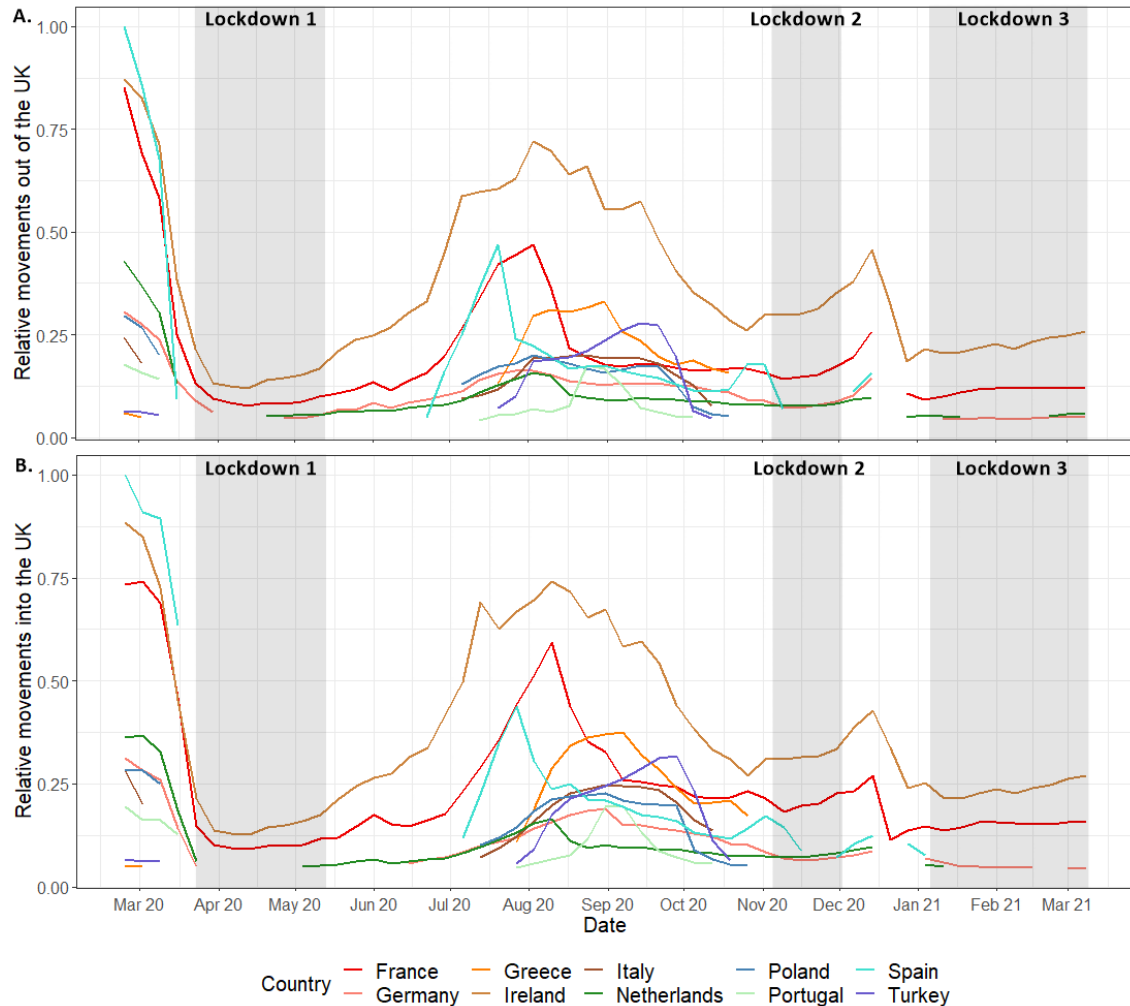 A.
Lockdown 1 Lockdown 2 Lockdown 3
Relative movements out of the UK
1.00
0.75
0.50
0.25
0.00
B.
Lockdown 1 Lockdown 2 Lockdown 3
Relative movements into the UK
1.00
0.75
0.50
0.25
0.00
Mar 20 Apr 20 May 20 Jun 20 Jul 20 Aug 20 Sep 20 Oct 20 Nov 20 Dec 20 Jan 21 Feb 21 Mar 21
Date
Country
France Greece Italy Poland Spain
Germany Ireland Netherlands Portugal Turkey